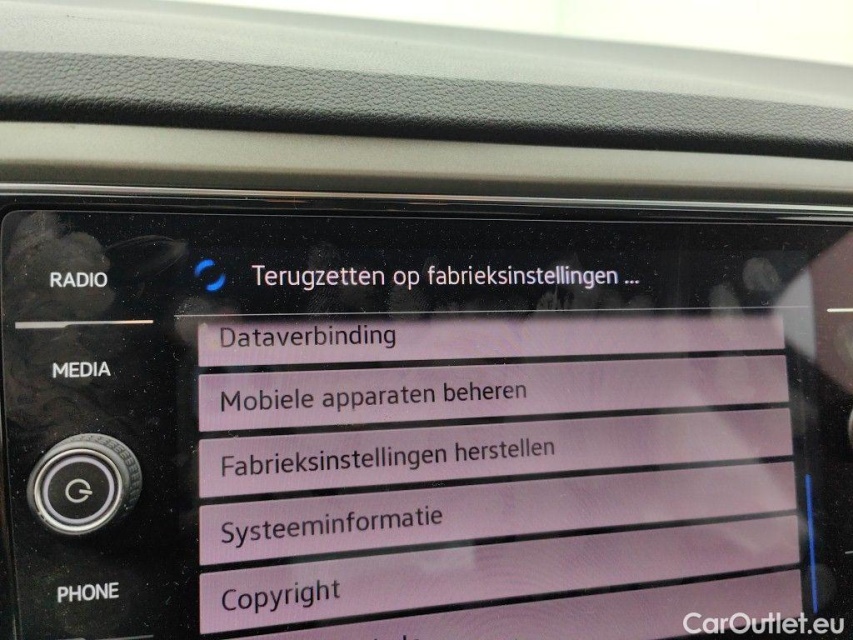 RADIO
Terugzetten op fabrieksinstellingen ...
Dataverbinding
MEDIA
Mobiele apparaten beheren
Fabrieksinstellingen herstellen
Systeeminformatie
PHONE
Copyright
CarOutlet.eu